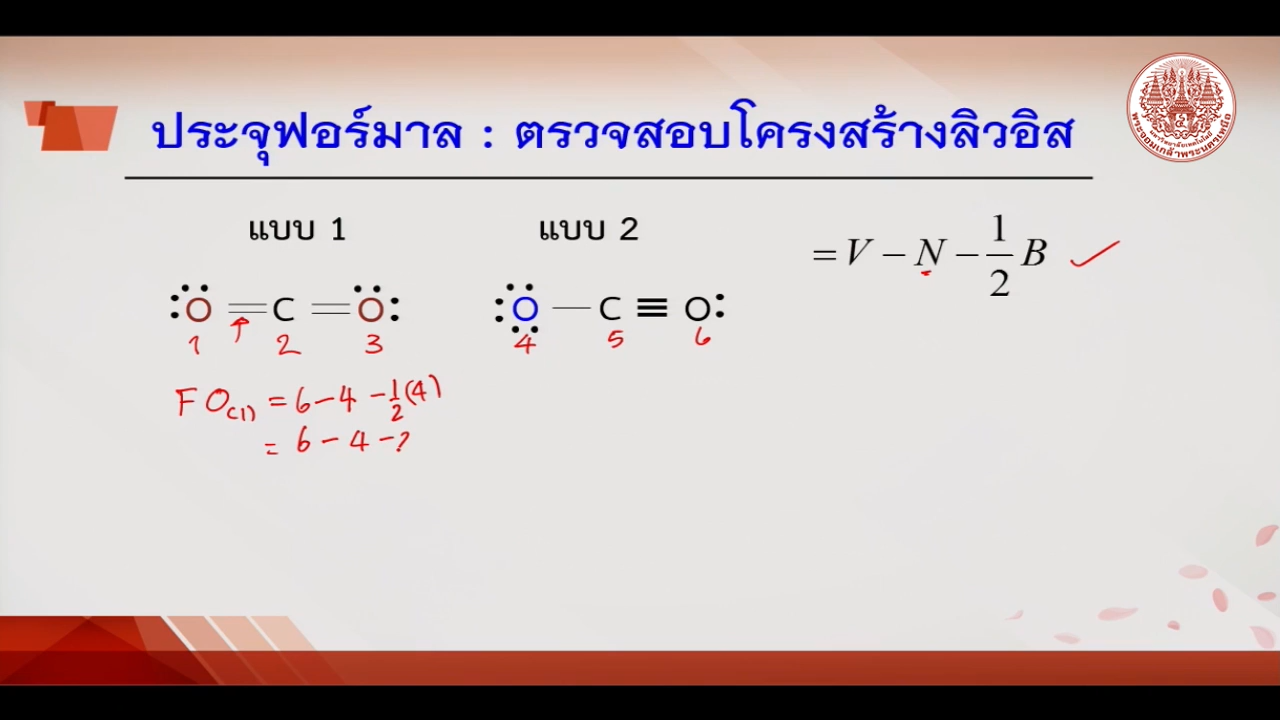 ประจุฟอร์มาล : ตรวจสอบโครงสร้างลิวอิส
แบบ 1
แบบ 2
= V − N − 1/2 B ✓
:Ö = C = Ö:
:Ö̤ — C ≡ O:
1 ↑ 2 3
4 5 6
F O(1) = 6 − 4 − 1/2 (4)
= 6 − 4 − 2